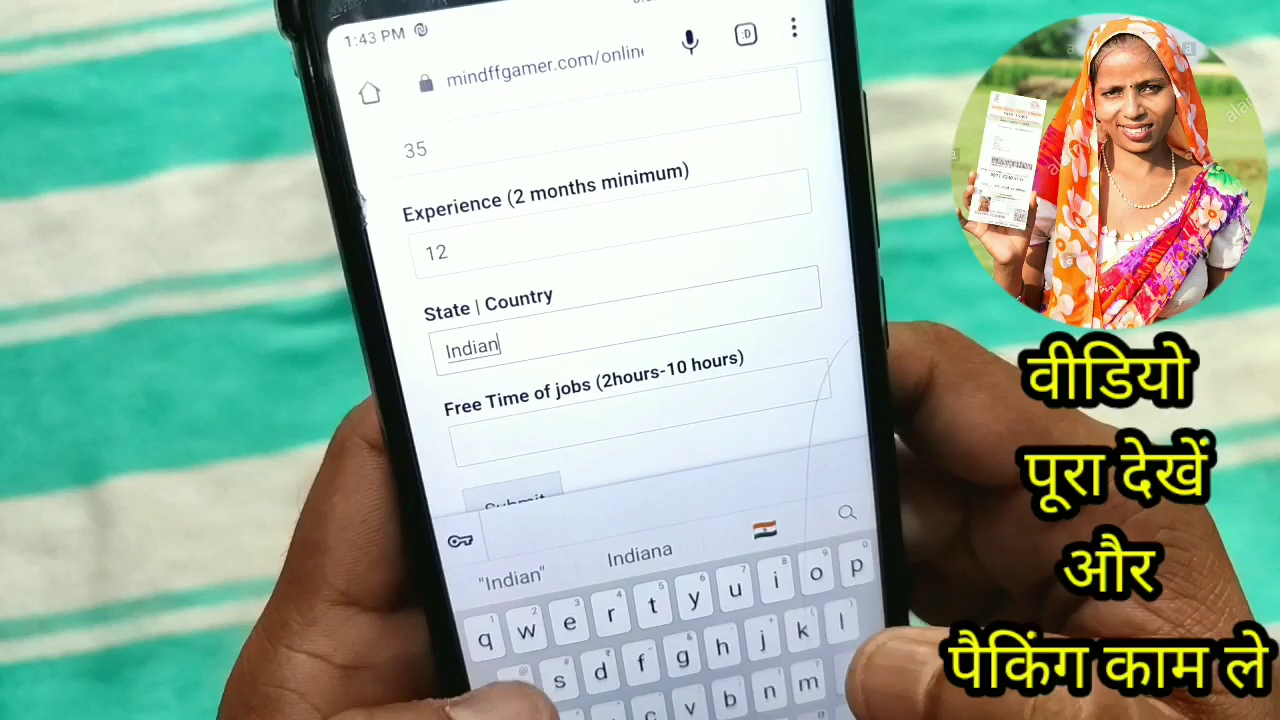 1:43 PM
mindffgamer.com/onlin
35
Experience (2 months minimum)
12
State | Country
Indian
Free Time of jobs (2hours-10 hours)
Submit
"Indian"
Indiana
q w e r t y u i o p
s d f g h j k l
c v b n m
वीडियो
पूरा देखें
और
पैकिंग काम ले